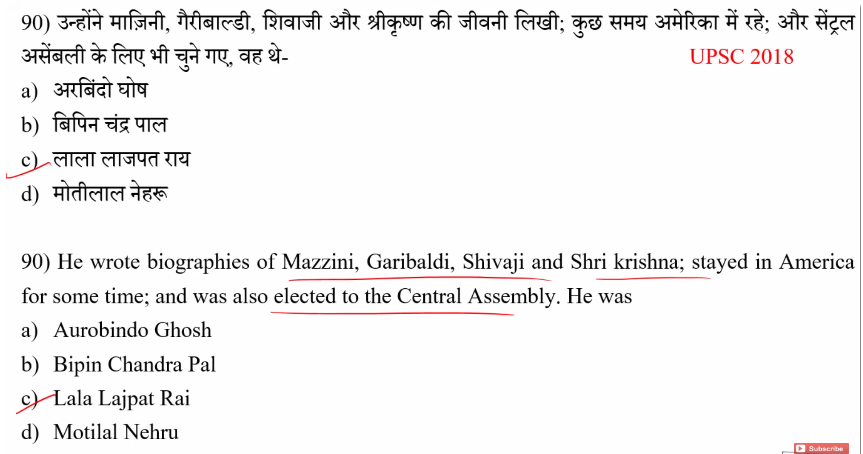 90) उन्होंने माज़िनी, गैरीबाल्डी, शिवाजी और श्रीकृष्ण की जीवनी लिखी; कुछ समय अमेरिका में रहे; और सेंट्रल
असेंबली के लिए भी चुने गए, वह थे- UPSC 2018
a) अरबिंदो घोष
b) बिपिन चंद्र पाल
c) लाला लाजपत राय
d) मोतीलाल नेहरू
90) He wrote biographies of Mazzini, Garibaldi, Shivaji and Shri krishna; stayed in America
for some time; and was also elected to the Central Assembly. He was
a) Aurobindo Ghosh
b) Bipin Chandra Pal
c) Lala Lajpat Rai
d) Motilal Nehru
Subscribe